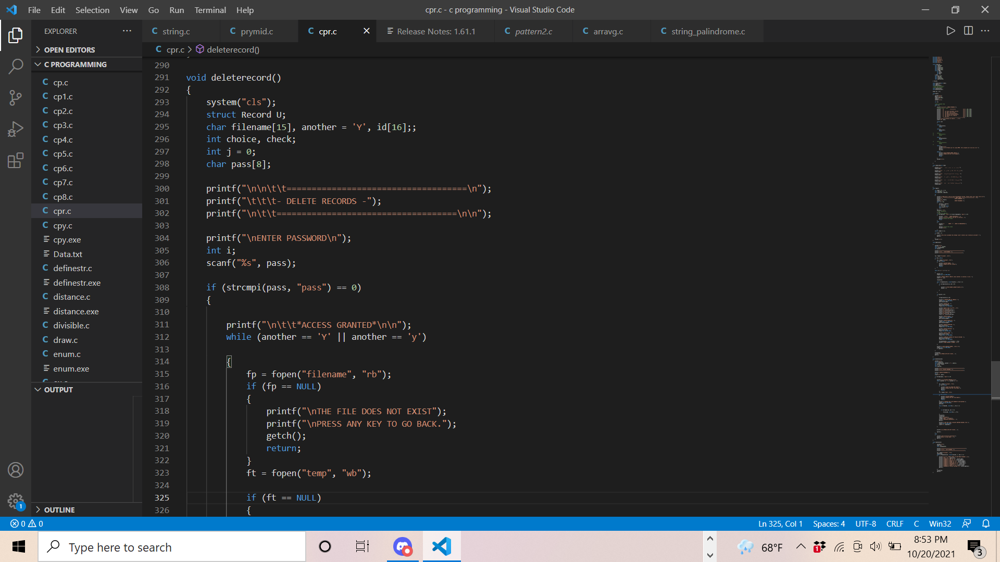 File Edit Selection View Go Run Terminal Help
cpr.c - c programming - Visual Studio Code
EXPLORER
OPEN EDITORS
C PROGRAMMING
C cp.c
C cp1.c
C cp2.c
C cp3.c
C cp4.c
C cp5.c
C cp6.c
C cp7.c
C cp8.c
C cpr.c
C cpy.c
cpy.exe
Data.txt
C definestr.c
definestr.exe
C distance.c
distance.exe
C divisible.c
C draw.c
C enum.c
enum.exe
OUTPUT
OUTLINE
C string.c
C prymid.c
C cpr.c
Release Notes: 1.61.1
C pattern2.c
C arravg.c
C string_palindrome.c
C cpr.c > deleterecord()
290
291 void deleterecord()
292 {
293 system("cls");
294 struct Record U;
295 char filename[15], another = 'Y', id[16];;
296 int choice, check;
297 int j = 0;
298 char pass[8];
299
300 printf("\n\n\t\t====================================\n");
301 printf("\t\t\t- DELETE RECORDS -");
302 printf("\n\t\t====================================\n\n");
303
304 printf("\nENTER PASSWORD\n");
305 int i;
306 scanf("%s", pass);
307
308 if (strcmpi(pass, "pass") == 0)
309 {
310
311 printf("\n\t\t*ACCESS GRANTED*\n\n");
312 while (another == 'Y' || another == 'y')
313
314 {
315 fp = fopen("filename", "rb");
316 if (fp == NULL)
317 {
318 printf("\nTHE FILE DOES NOT EXIST");
319 printf("\nPRESS ANY KEY TO GO BACK.");
320 getch();
321 return;
322 }
323 ft = fopen("temp", "wb");
324
325 if (ft == NULL)
326 {
0 0
Ln 325, Col 1 Spaces: 4 UTF-8 CRLF C Win32
1
Type here to search
68°F
1
8:53 PM
10/20/2021
3